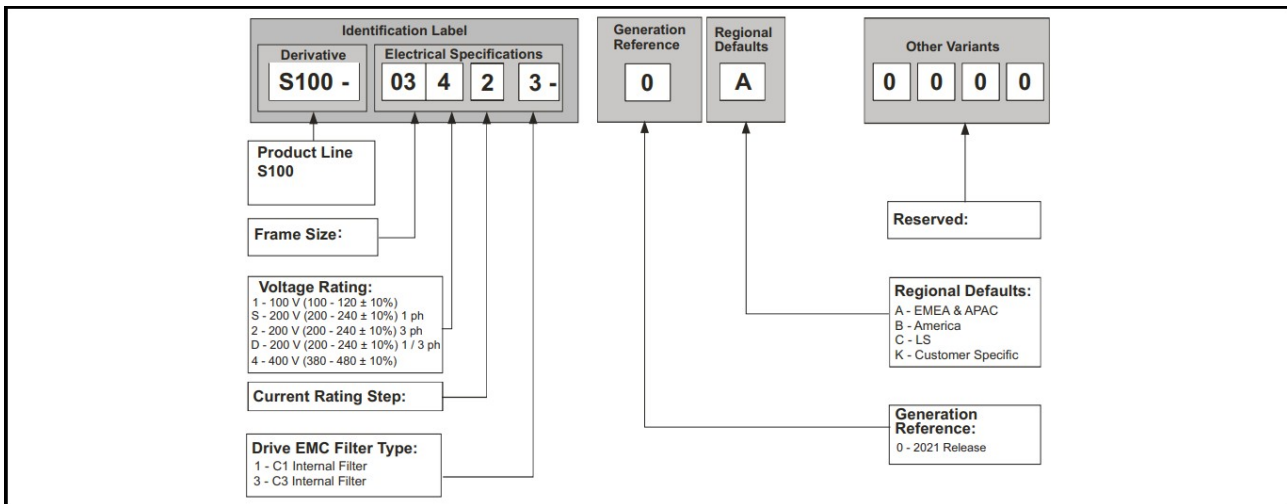 Identification Label
Derivative
Electrical Specifications
S100 -
03 4 2 3 -
Generation
Reference
0
Regional
Defaults
A
Other Variants
0 0 0 0
Product Line
S100
Frame Size:
Voltage Rating:
1 - 100 V (100 - 120 ± 10%)
S - 200 V (200 - 240 ± 10%) 1 ph
2 - 200 V (200 - 240 ± 10%) 3 ph
D - 200 V (200 - 240 ± 10%) 1 / 3 ph
4 - 400 V (380 - 480 ± 10%)
Current Rating Step:
Drive EMC Filter Type:
1 - C1 Internal Filter
3 - C3 Internal Filter
Reserved:
Regional Defaults:
A - EMEA & APAC
B - America
C - LS
K - Customer Specific
Generation
Reference:
0 - 2021 Release